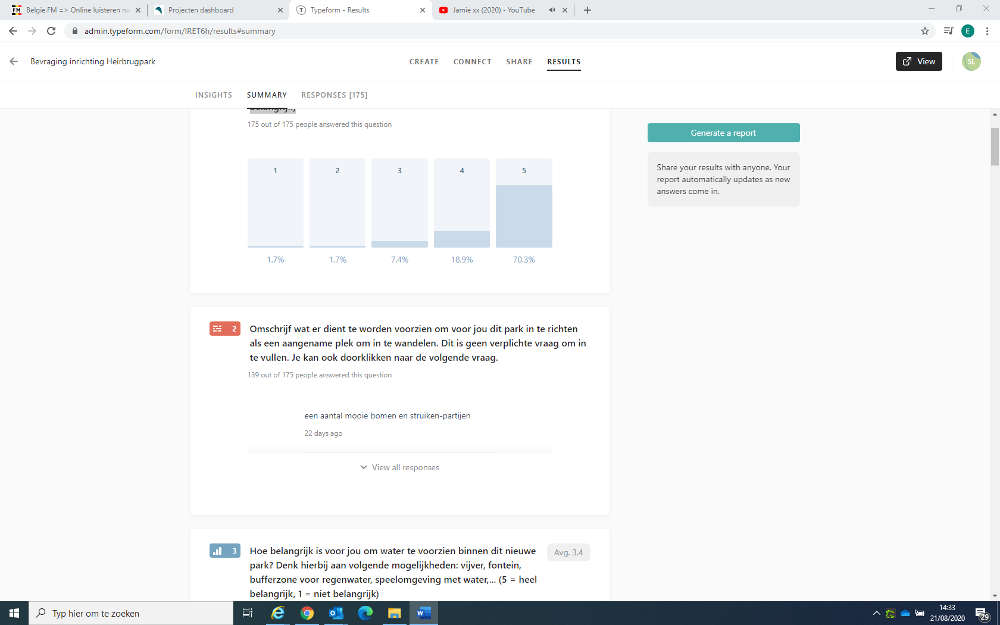 FM Belgie.FM => Online luisteren na
Projecten dashboard
T Typeform - Results
Jamie xx (2020) - YouTube
admin.typeform.com/form/IRET6h/results#summary
E
Bevraging inrichting Heirbrugpark
CREATE CONNECT SHARE RESULTS
View
SL
INSIGHTS SUMMARY RESPONSES [175]
belangrijk)
175 out of 175 people answered this question
Generate a report
Share your results with anyone. Your
report automatically updates as new
answers come in.
1 2 3 4 5
1.7% 1.7% 7.4% 18.9% 70.3%
2 Omschrijf wat er dient te worden voorzien om voor jou dit park in te richten
als een aangename plek om in te wandelen. Dit is geen verplichte vraag om in
te vullen. Je kan ook doorklikken naar de volgende vraag.
139 out of 175 people answered this question
een aantal mooie bomen en struiken-partijen
22 days ago
View all responses
3 Hoe belangrijk is voor jou om water te voorzien binnen dit nieuwe
park? Denk hierbij aan volgende mogelijkheden: vijver, fontein,
bufferzone voor regenwater, speelomgeving met water,... (5 = heel
belangrijk, 1 = niet belangrijk)
Avg. 3.4
Typ hier om te zoeken
14:33
21/08/2020
29